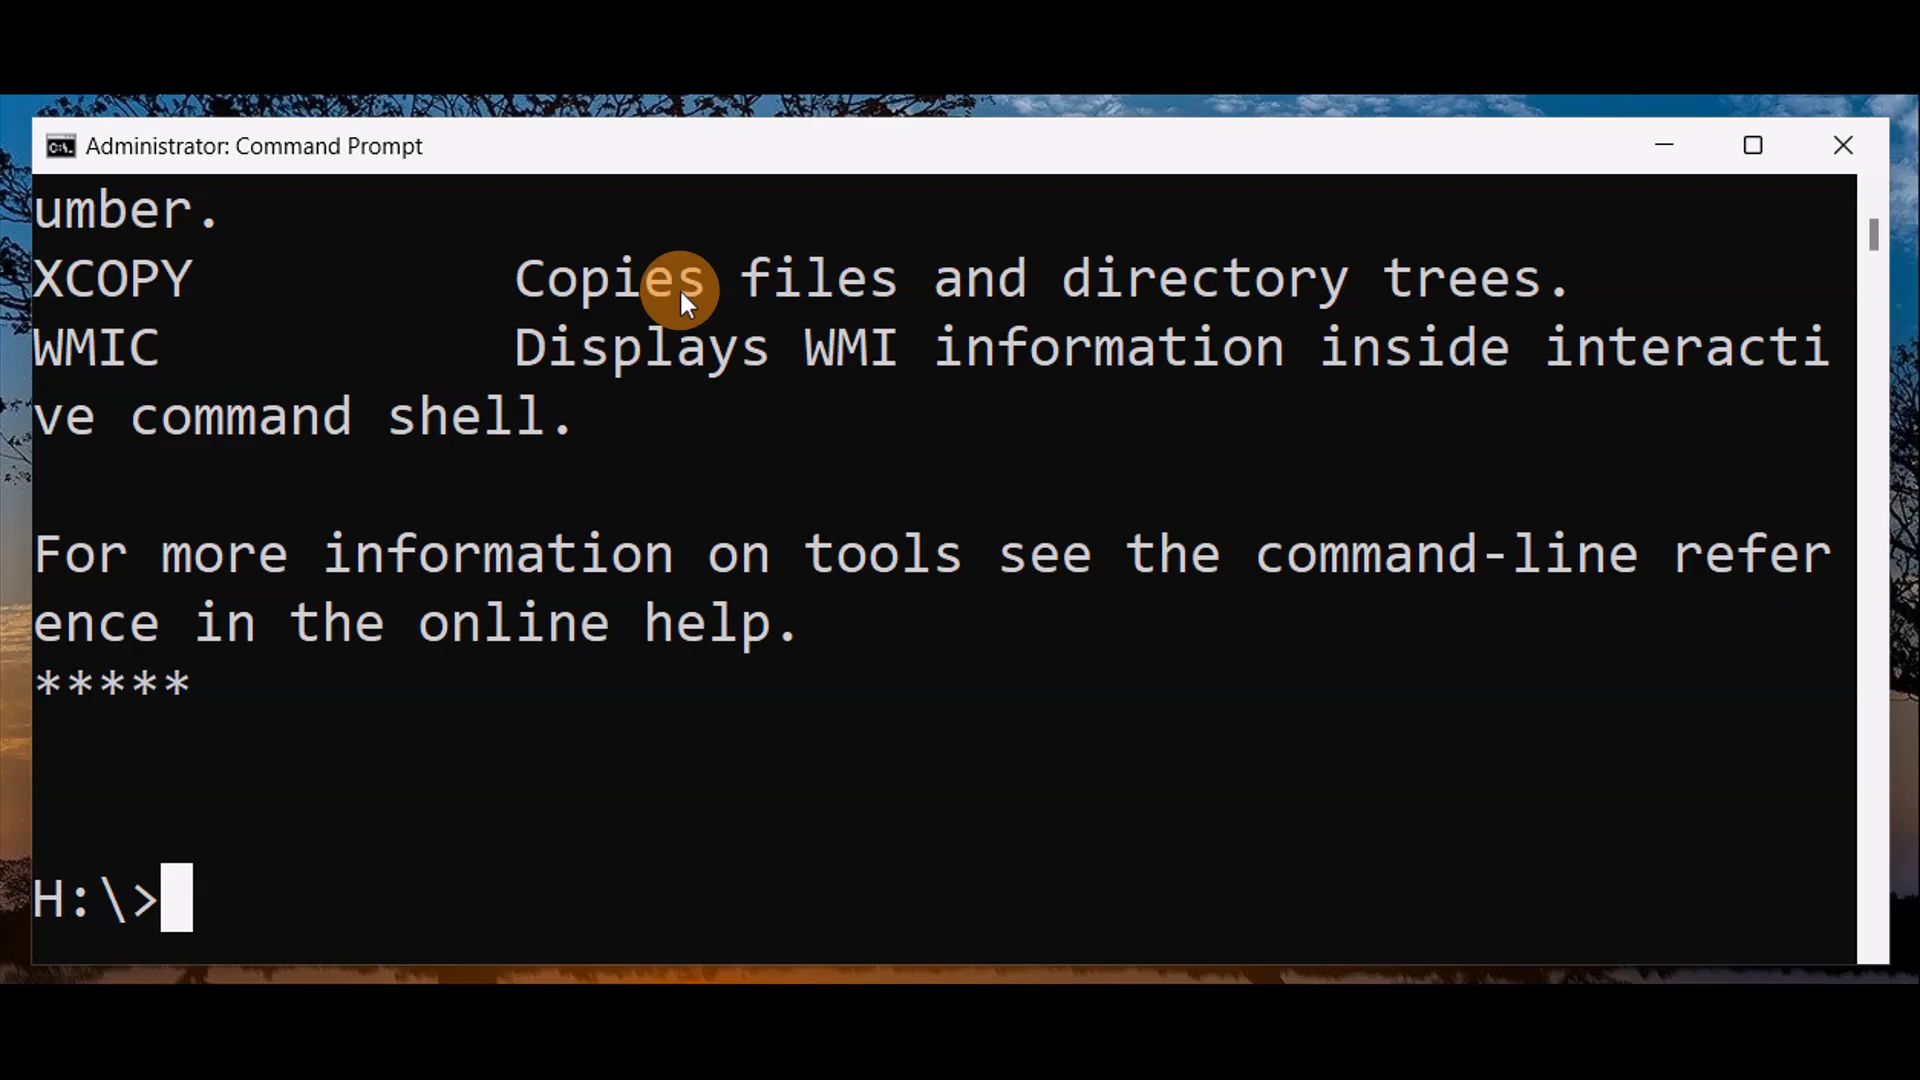 Administrator: Command Prompt
umber.
XCOPY          Copies files and directory trees.
WMIC           Displays WMI information inside interacti
ve command shell.
For more information on tools see the command-line refer
ence in the online help.
*****
H:\>